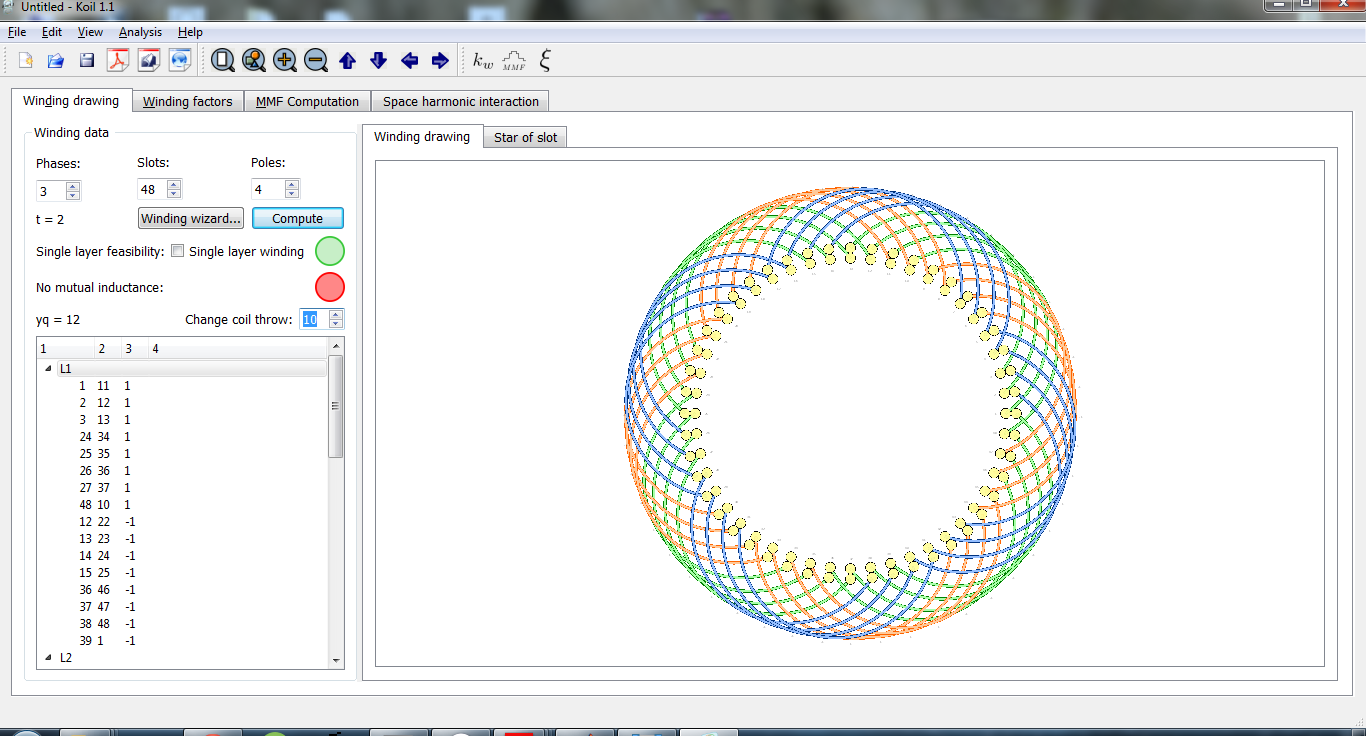 Untitled - Koil 1.1
File Edit View Analysis Help
kw MMF ξ
Winding drawing Winding factors MMF Computation Space harmonic interaction
Winding data
Winding drawing Star of slot
Phases: Slots: Poles:
3 48 4
t = 2 Winding wizard... Compute
Single layer feasibility: Single layer winding
No mutual inductance:
yq = 12 Change coil throw: 10
1 2 3 4
L1
1 11 1
2 12 1
3 13 1
24 34 1
25 35 1
26 36 1
27 37 1
48 10 1
12 22 -1
13 23 -1
14 24 -1
15 25 -1
36 46 -1
37 47 -1
38 48 -1
39 1 -1
L2